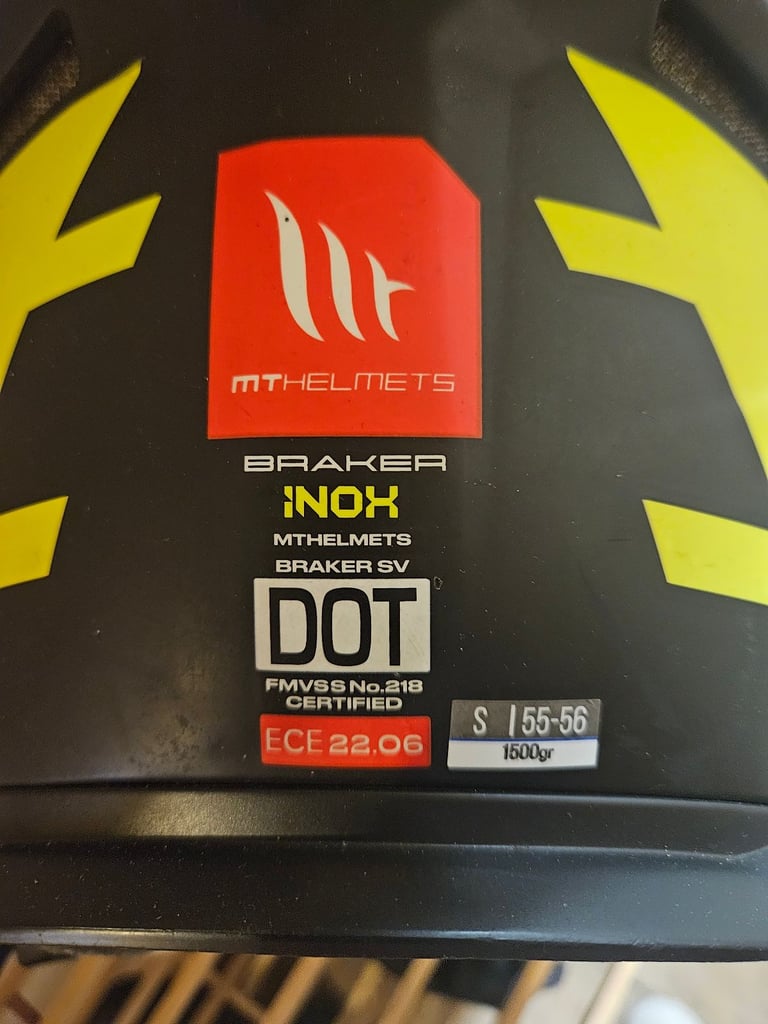 MTHELMETS
BRAKER
INOX
MTHELMETS
BRAKER SV
DOT
FMVSS No.218
CERTIFIED
ECE 22.06
S | 55-56
1500gr